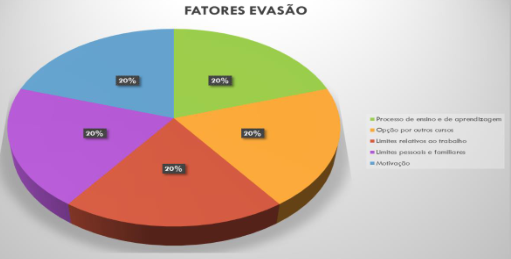 FATORES EVASÃO
20%
20%
20%
20%
20%
Processo de ensino e de aprendizagem
Opção por outros cursos
Limites relativos ao trabalho
Limites pessoais e familiares
Motivação